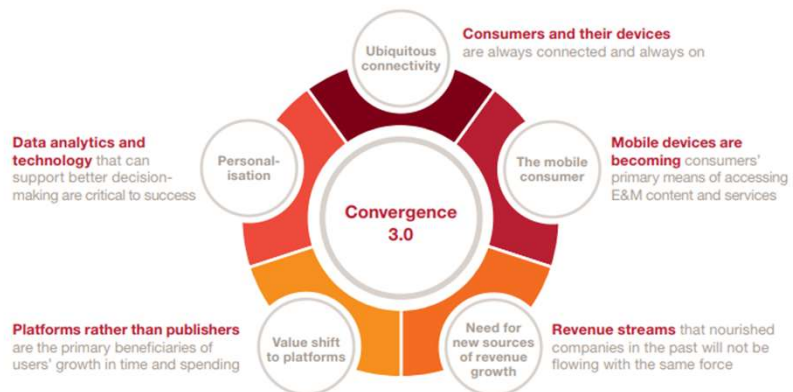 Ubiquitous
connectivity
Consumers and their devices
are always connected and always on
The mobile
consumer
Mobile devices are
becoming consumers'
primary means of accessing
E&M content and services
Need for
new sources
of revenue
growth
Revenue streams that nourished
companies in the past will not be
flowing with the same force
Value shift
to platforms
Platforms rather than publishers
are the primary beneficiaries of
users' growth in time and spending
Personal-
isation
Data analytics and
technology that can
support better decision-
making are critical to success
Convergence
3.0